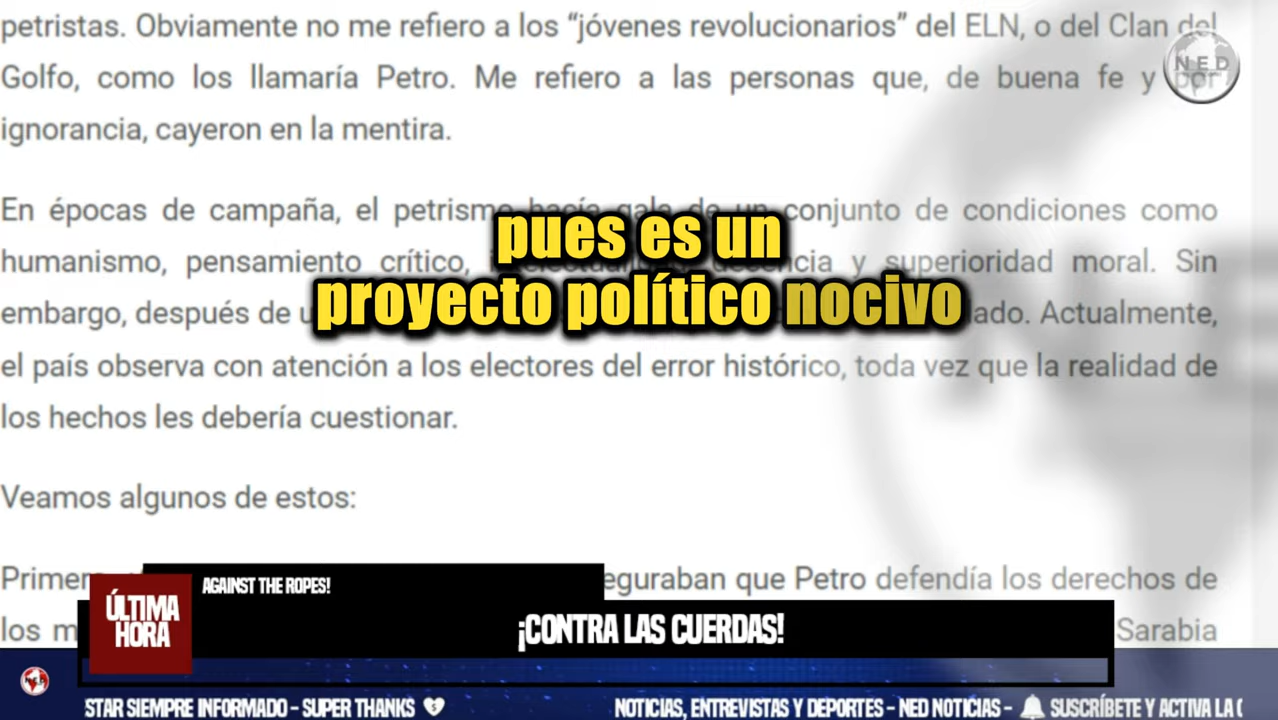 petristas. Obviamente no me refiero a los “jóvenes revolucionarios” del ELN, o del Clan del
NED
Golfo, como los llamaría Petro. Me refiero a las personas que, de buena fe y por
ignorancia, cayeron en la mentira.
En épocas de campaña, el petrismo hacía gala de un conjunto de condiciones como
pues es un
humanismo, pensamiento crítico, y superioridad moral. Sin
proyecto político nocivo
embargo, después de Actualmente,
el país observa con atención a los electores del error histórico, toda vez que la realidad de
los hechos les debería cuestionar.
Veamos algunos de estos:
eguraban que Petro defendía los derechos de
AGAINST THE ROPES!
los Sarabia
ÚLTIMA
HORA
¡CONTRA LAS CUERDAS!
STAR SIEMPRE INFORMADO - SUPER THANKS
NOTICIAS, ENTREVISTAS Y DEPORTES - NED NOTICIAS -
SUSCRÍBETE Y ACTIVA LA